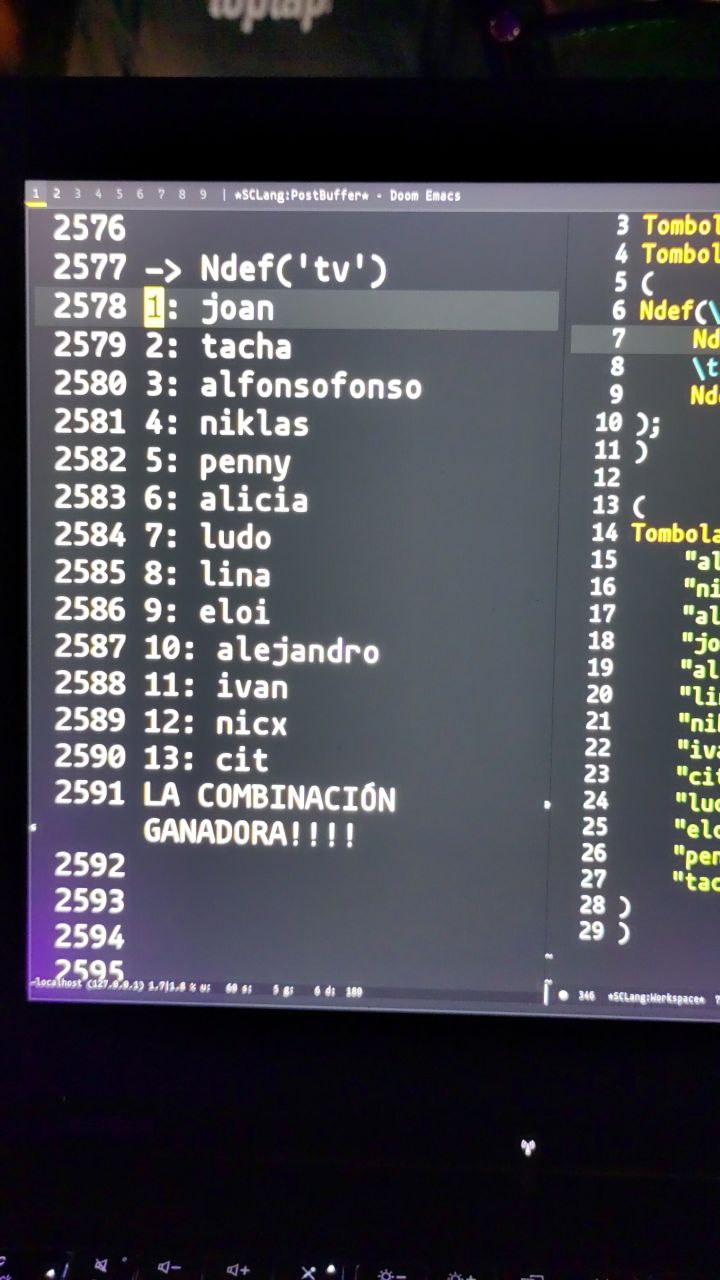 toplap
1 2 3 4 5 6 7 8 9 | *SCLang:PostBuffer* - Doom Emacs
2576
2577 -> Ndef('tv')
2578 1: joan
2579 2: tacha
2580 3: alfonsofonso
2581 4: niklas
2582 5: penny
2583 6: alicia
2584 7: ludo
2585 8: lina
2586 9: eloi
2587 10: alejandro
2588 11: ivan
2589 12: nicx
2590 13: cit
2591 LA COMBINACIÓN
GANADORA!!!!
2592
2593
2594
2595
3 Tombol
4 Tombol
5 (
6 Ndef(\
7 Nd
8 \t
9 Nd
10 );
11 )
12
13 (
14 Tombola
15 "al
16 "ni
17 "al
18 "jo
19 "al
20 "lin
21 "nik
22 "iva
23 "cit
24 "lud
25 "elo
26 "pen
27 "tac
28 )
29 )
localhost (127.0.0.1) 1.7|1.8 % u: 60 s: 5 g: 6 d: 189
346 *SCLang:Workspace* 7